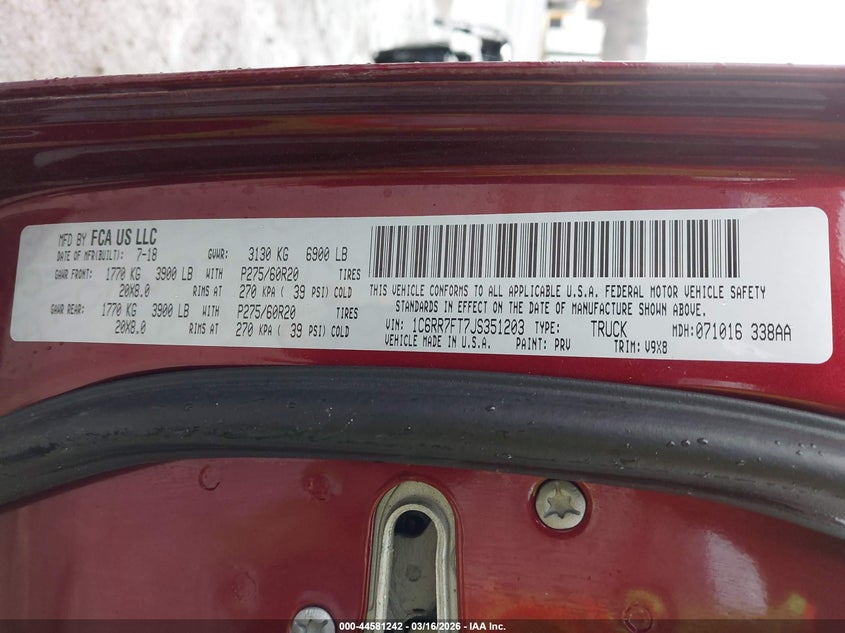 MFD BY FCA US LLC
DATE OF MFR(BUILT): 7-18 GVWR: 3130 KG 6900 LB
GAWR FRONT: 1770 KG 3900 LB WITH P275/60R20 TIRES
20X8.0 RIMS AT 270 KPA ( 39 PSI) COLD
GAWR REAR: 1770 KG 3900 LB WITH P275/60R20 TIRES
20X8.0 RIMS AT 270 KPA ( 39 PSI) COLD
THIS VEHICLE CONFORMS TO ALL APPLICABLE U.S.A. FEDERAL MOTOR VEHICLE SAFETY
STANDARDS IN EFFECT ON THE DATE OF MANUFACTURE SHOWN ABOVE.
VIN: 1C6RR7FT7JS351203 TYPE: TRUCK MDH:071016 338AA
VEHICLE MADE IN U.S.A. PAINT: PRV TRIM: V9X8
000-44581242 - 03/16/2026 - IAA Inc.